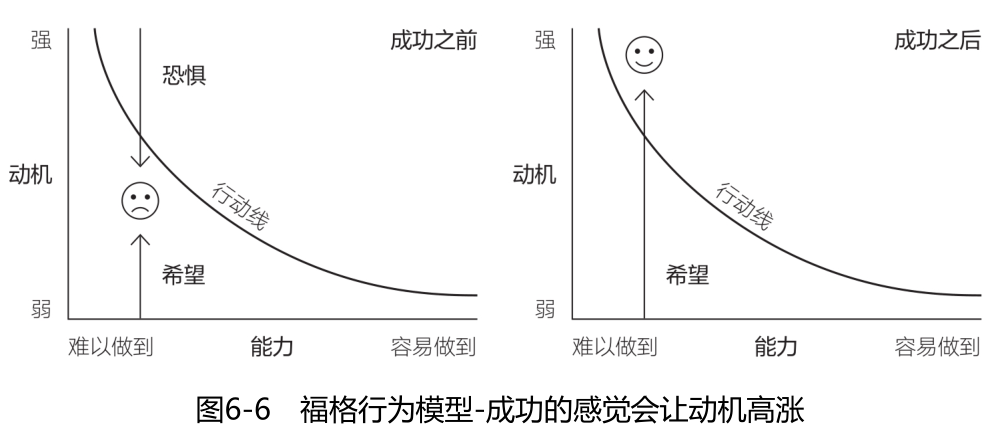 强
成功之前
恐惧
动机
行动线
希望
弱
难以做到 能力 容易做到
强
成功之后
动机
行动线
希望
弱
难以做到 能力 容易做到
图6-6 福格行为模型-成功的感觉会让动机高涨